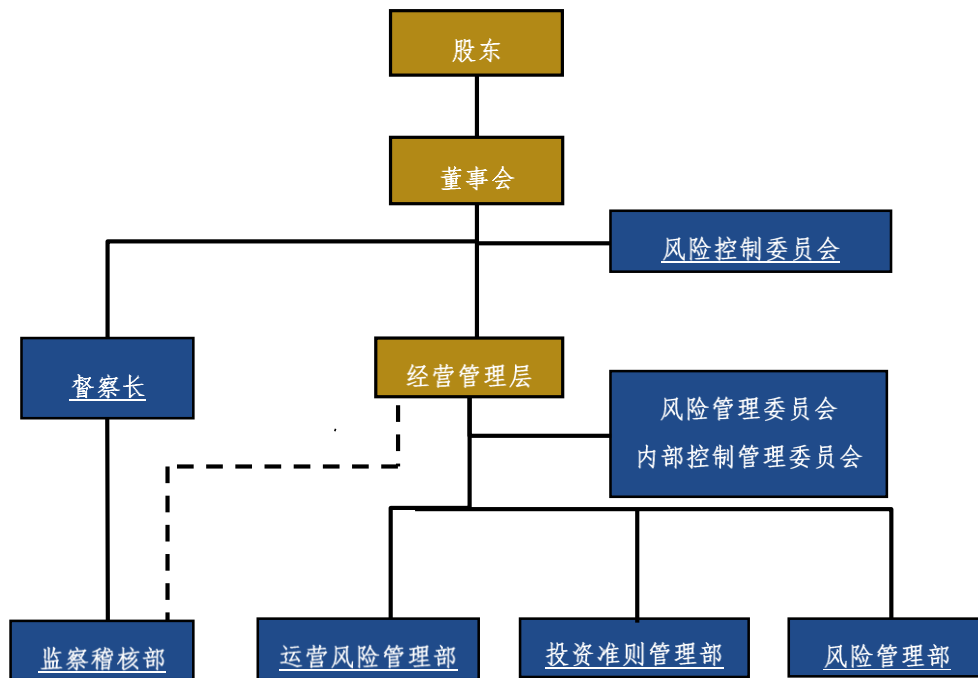 股东
董事会
风险控制委员会
督察长
经营管理层
风险管理委员会
内部控制管理委员会
监察稽核部
运营风险管理部
投资准则管理部
风险管理部